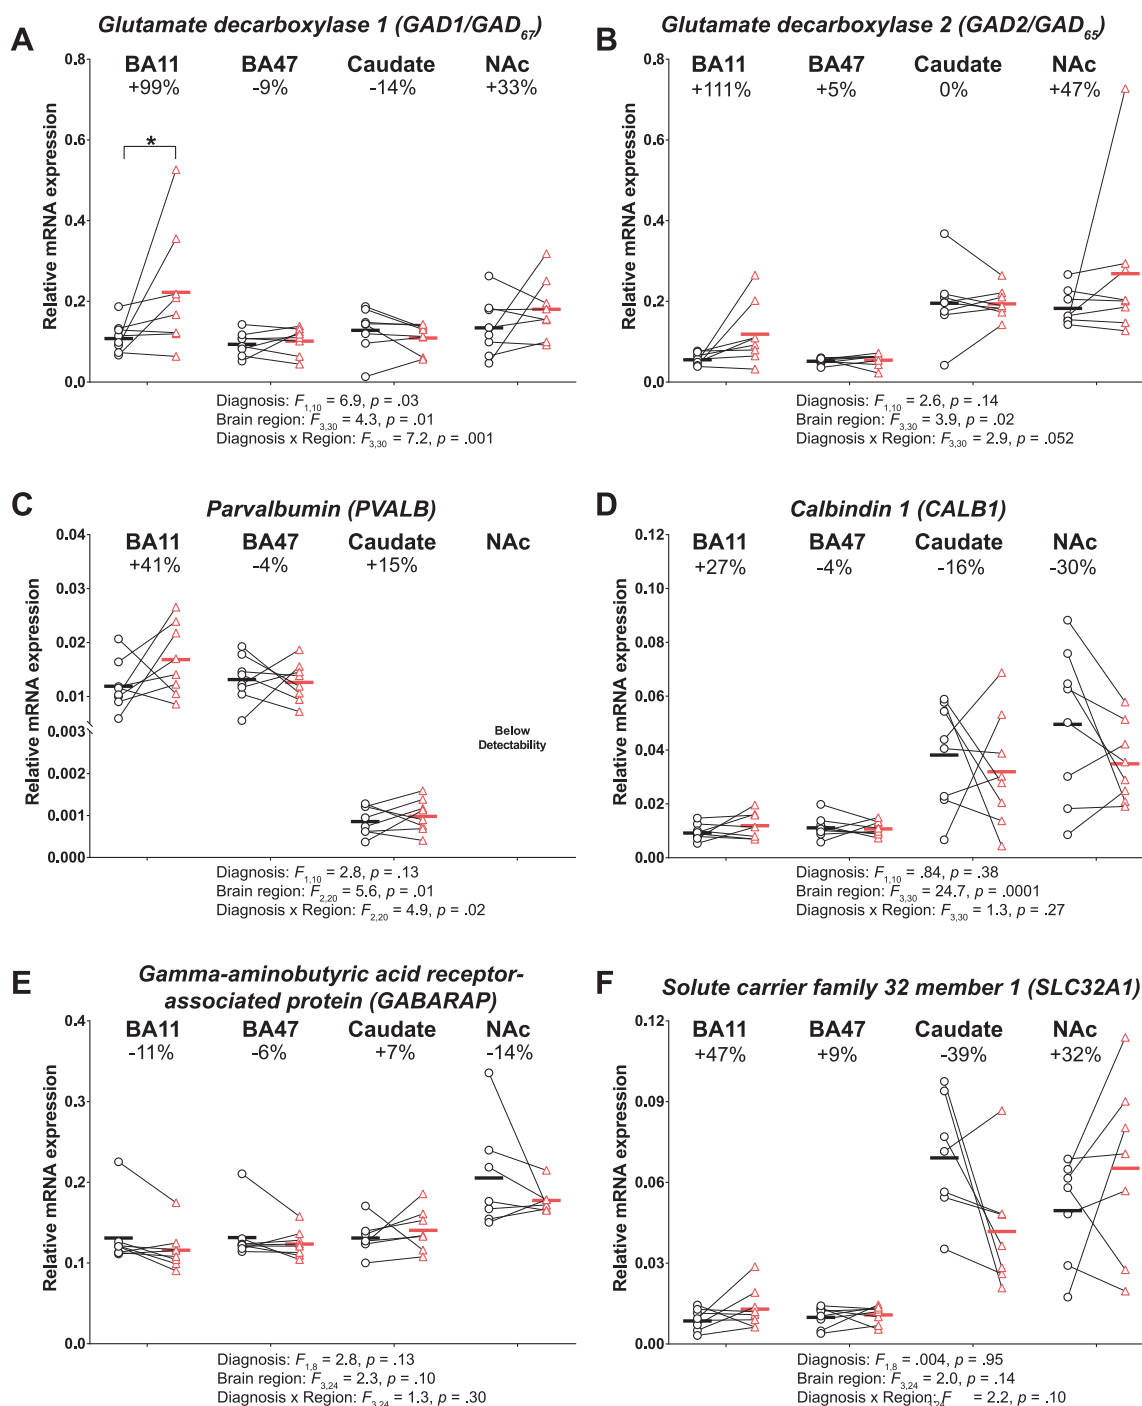 A
Glutamate decarboxylase 1 (GAD1/GAD67)
BA11 BA47 Caudate NAc
+99% -9% -14% +33%
*
Relative mRNA expression
0.8
0.6
0.4
0.2
0.0
Diagnosis: F1,10 = 6.9, p = .03
Brain region: F3,30 = 4.3, p = .01
Diagnosis x Region: F3,30 = 7.2, p = .001
B
Glutamate decarboxylase 2 (GAD2/GAD65)
BA11 BA47 Caudate NAc
+111% +5% 0% +47%
Relative mRNA expression
0.8
0.6
0.4
0.2
0.0
Diagnosis: F1,10 = 2.6, p = .14
Brain region: F3,30 = 3.9, p = .02
Diagnosis x Region: F3,30 = 2.9, p = .052
C
Parvalbumin (PVALB)
BA11 BA47 Caudate NAc
+41% -4% +15%
Relative mRNA expression
0.04
0.03
0.02
0.01
0.003
0.002
0.001
0.000
Below
Detectability
Diagnosis: F1,10 = 2.8, p = .13
Brain region: F2,20 = 5.6, p = .01
Diagnosis x Region: F2,20 = 4.9, p = .02
D
Calbindin 1 (CALB1)
BA11 BA47 Caudate NAc
+27% -4% -16% -30%
Relative mRNA expression
0.12
0.10
0.08
0.06
0.04
0.02
0.00
Diagnosis: F1,10 = .84, p = .38
Brain region: F3,30 = 24.7, p = .0001
Diagnosis x Region: F3,30 = 1.3, p = .27
E
Gamma-aminobutyric acid receptor-
associated protein (GABARAP)
BA11 BA47 Caudate NAc
-11% -6% +7% -14%
Relative mRNA expression
0.4
0.3
0.2
0.1
0.0
Diagnosis: F1,8 = 2.8, p = .13
Brain region: F3,24 = 2.3, p = .10
Diagnosis x Region: F3,24 = 1.3, p = .30
F
Solute carrier family 32 member 1 (SLC32A1)
BA11 BA47 Caudate NAc
+47% +9% -39% +32%
Relative mRNA expression
0.12
0.09
0.06
0.03
0.00
Diagnosis: F1,8 = .004, p = .95
Brain region: F3,24 = 2.0, p = .14
Diagnosis x Region: F3,24 = 2.2, p = .10